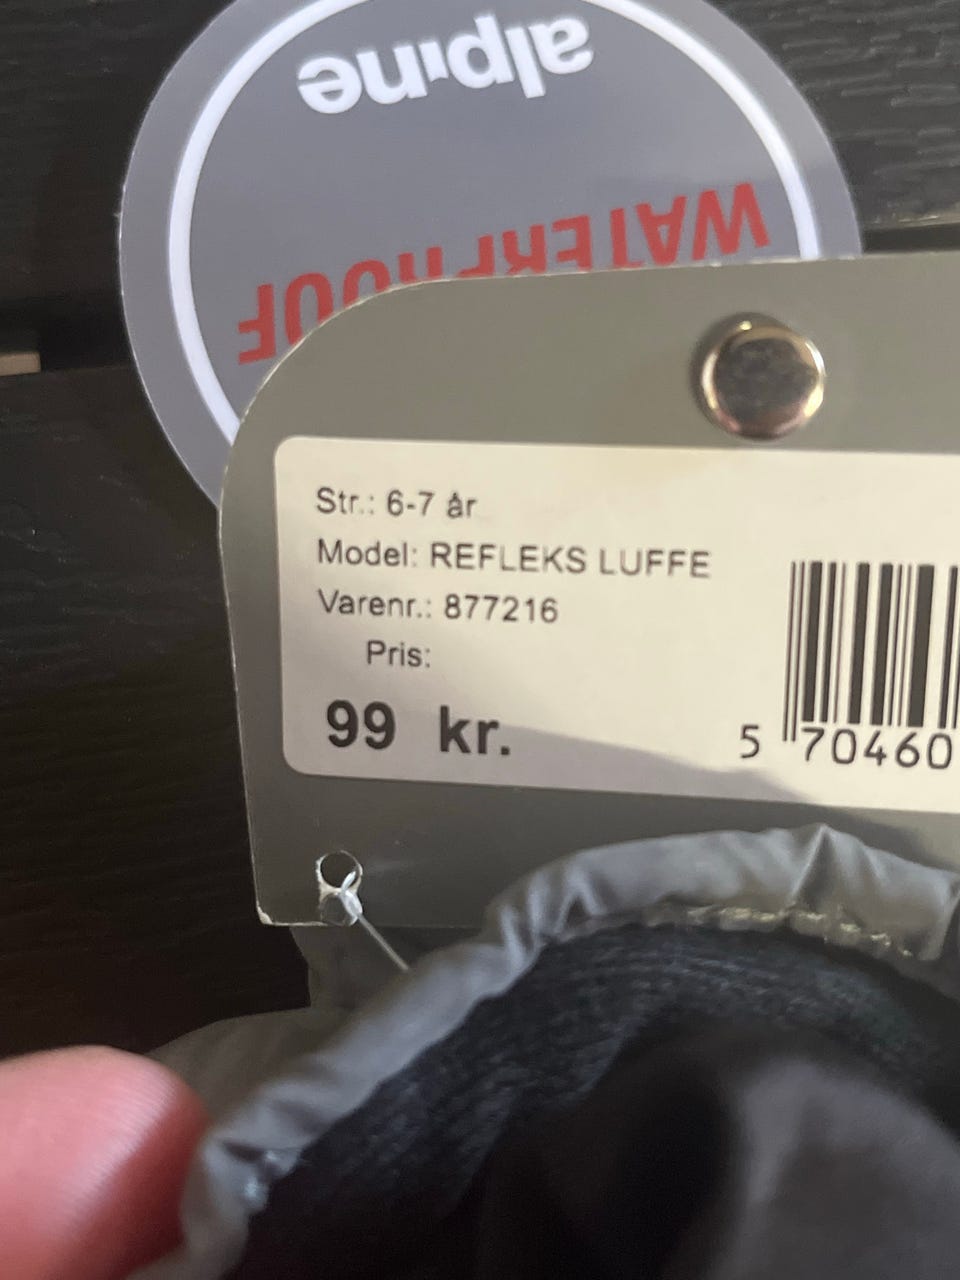 alpine
WATERPROOF
Str.: 6-7 år
Model: REFLEKS LUFFE
Varenr.: 877216
Pris:
99 kr.
5 70460